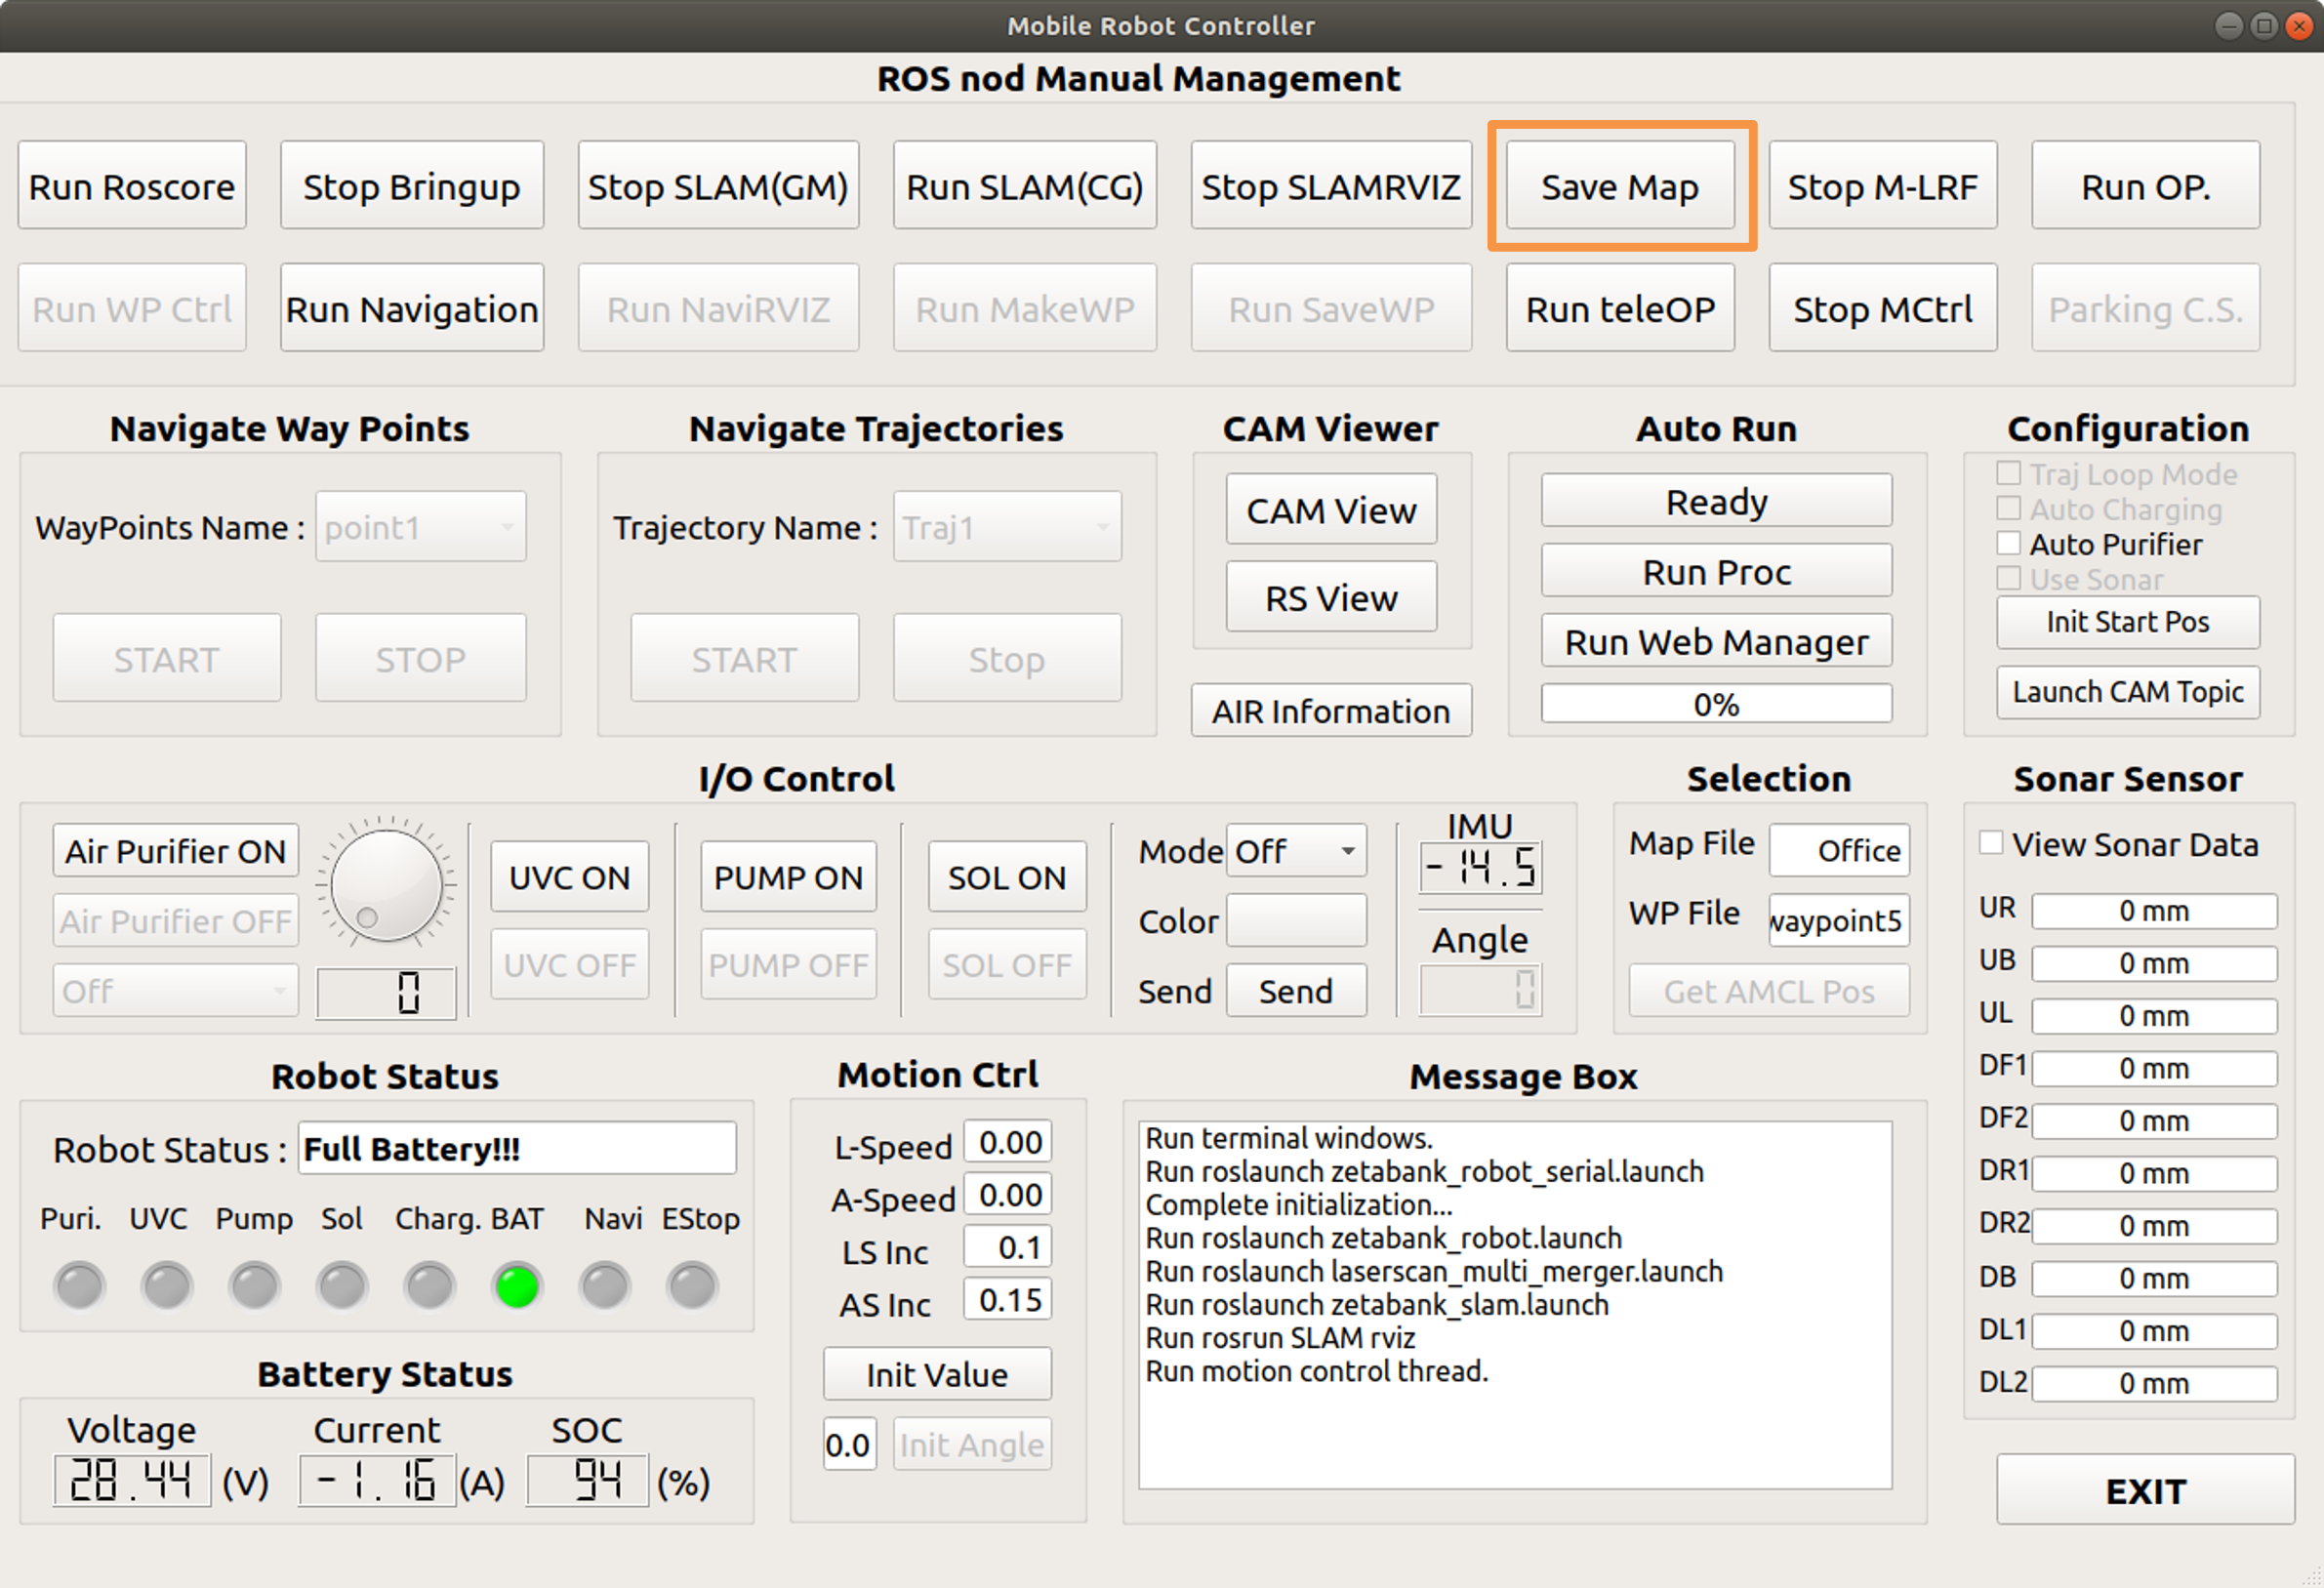 Mobile Robot Controller
ROS nod Manual Management
Run Roscore Stop Bringup Stop SLAM(GM) Run SLAM(CG) Stop SLAMRVIZ Save Map Stop M-LRF Run OP.
Run WP Ctrl Run Navigation Run NaviRVIZ Run MakeWP Run SaveWP Run teleOP Stop MCtrl Parking C.S.
Navigate Way Points
WayPoints Name : point1
START STOP
Navigate Trajectories
Trajectory Name : Traj1
START Stop
CAM Viewer
CAM View
RS View
AIR Information
Auto Run
Ready
Run Proc
Run Web Manager
0%
Configuration
Traj Loop Mode
Auto Charging
Auto Purifier
Use Sonar
Init Start Pos
Launch CAM Topic
I/O Control
Air Purifier ON
Air Purifier OFF
Off
0
UVC ON
UVC OFF
PUMP ON
PUMP OFF
SOL ON
SOL OFF
Mode Off
Color
Send Send
IMU
-14.5
Angle
0
Selection
Map File Office
WP File waypoint5
Get AMCL Pos
Sonar Sensor
View Sonar Data
UR 0 mm
UB 0 mm
UL 0 mm
DF1 0 mm
DF2 0 mm
DR1 0 mm
DR2 0 mm
DB 0 mm
DL1 0 mm
DL2 0 mm
Robot Status
Robot Status : Full Battery!!!
Puri. UVC Pump Sol Charg. BAT Navi EStop
Battery Status
Voltage Current SOC
28.44 (V) -1.16 (A) 94 (%)
Motion Ctrl
L-Speed 0.00
A-Speed 0.00
LS Inc 0.1
AS Inc 0.15
Init Value
0.0 Init Angle
Message Box
Run terminal windows.
Run roslaunch zetabank_robot_serial.launch
Complete initialization...
Run roslaunch zetabank_robot.launch
Run roslaunch laserscan_multi_merger.launch
Run roslaunch zetabank_slam.launch
Run rosrun SLAM rviz
Run motion control thread.
EXIT